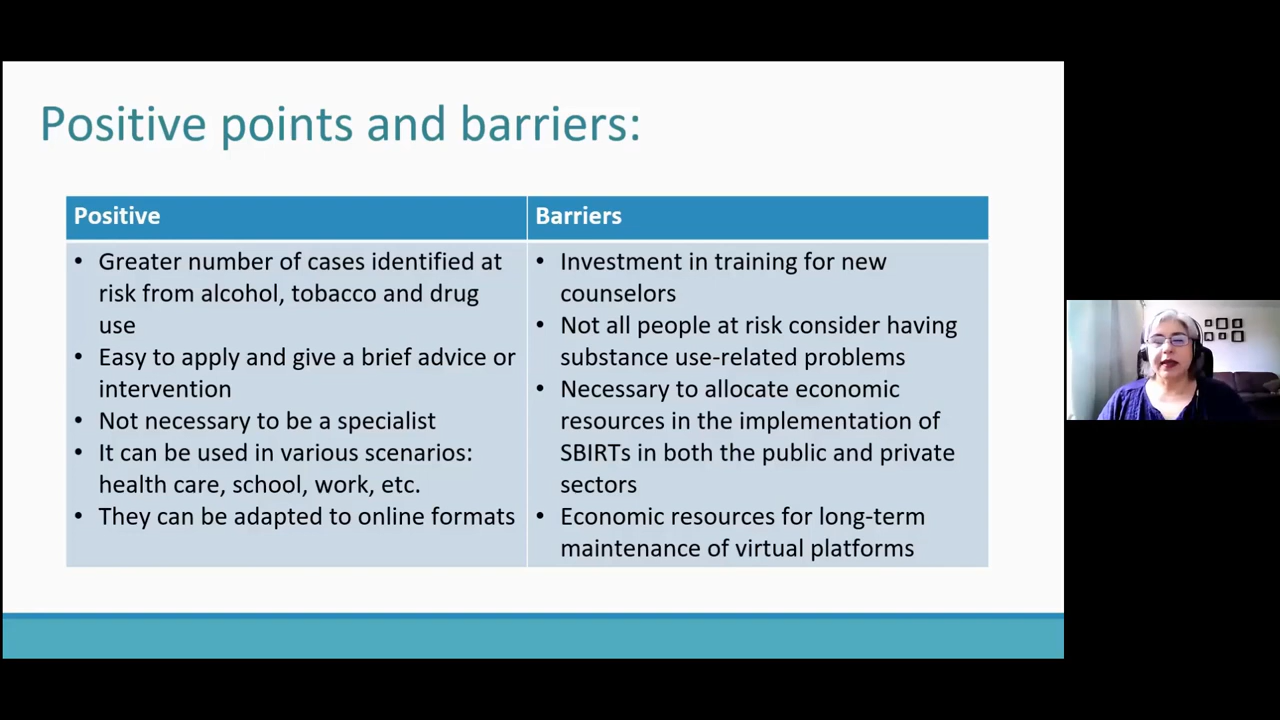 Positive points and barriers:
Positive
Greater number of cases identified at
risk from alcohol, tobacco and drug
use
Easy to apply and give a brief advice or
intervention
Not necessary to be a specialist
It can be used in various scenarios:
health care, school, work, etc.
They can be adapted to online formats
Barriers
Investment in training for new
counselors
Not all people at risk consider having
substance use-related problems
Necessary to allocate economic
resources in the implementation of
SBIRTs in both the public and private
sectors
Economic resources for long-term
maintenance of virtual platforms